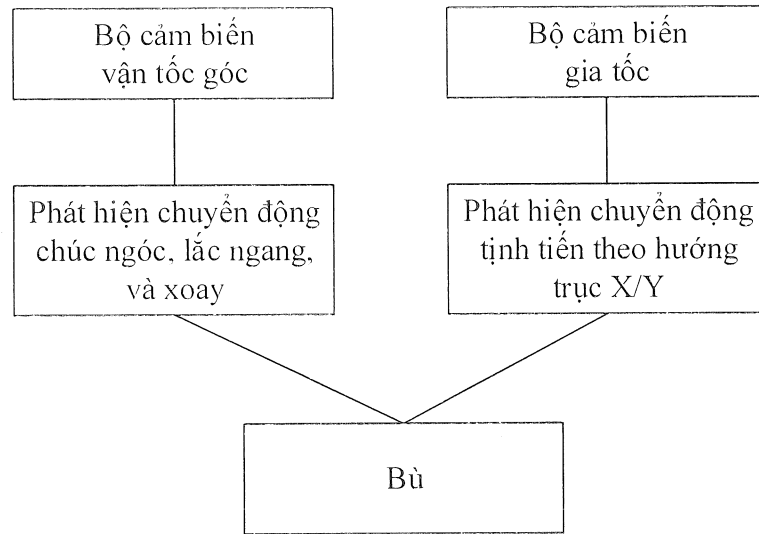 Bộ cảm biến
vận tốc góc
Bộ cảm biến
gia tốc
Phát hiện chuyển động
chúc ngóc, lắc ngang,
và xoay
Phát hiện chuyển động
tịnh tiến theo hướng
trục X/Y
Bù